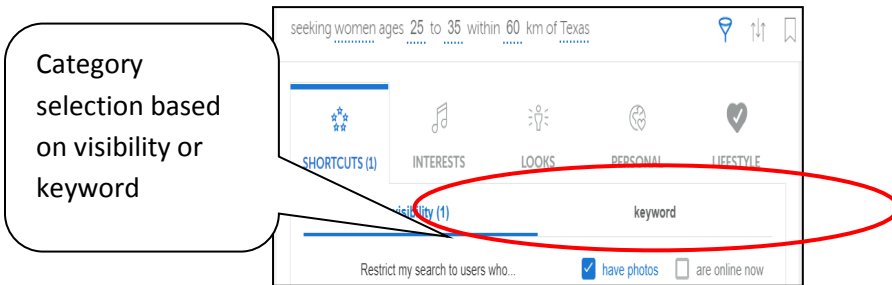 seeking women ages 25 to 35 within 60 km of Texas
Category
selection based
on visibility or
keyword
SHORTCUTS (1) INTERESTS LOOKS PERSONAL LIFESTYLE
visibility (1) keyword
Restrict my search to users who... have photos are online now